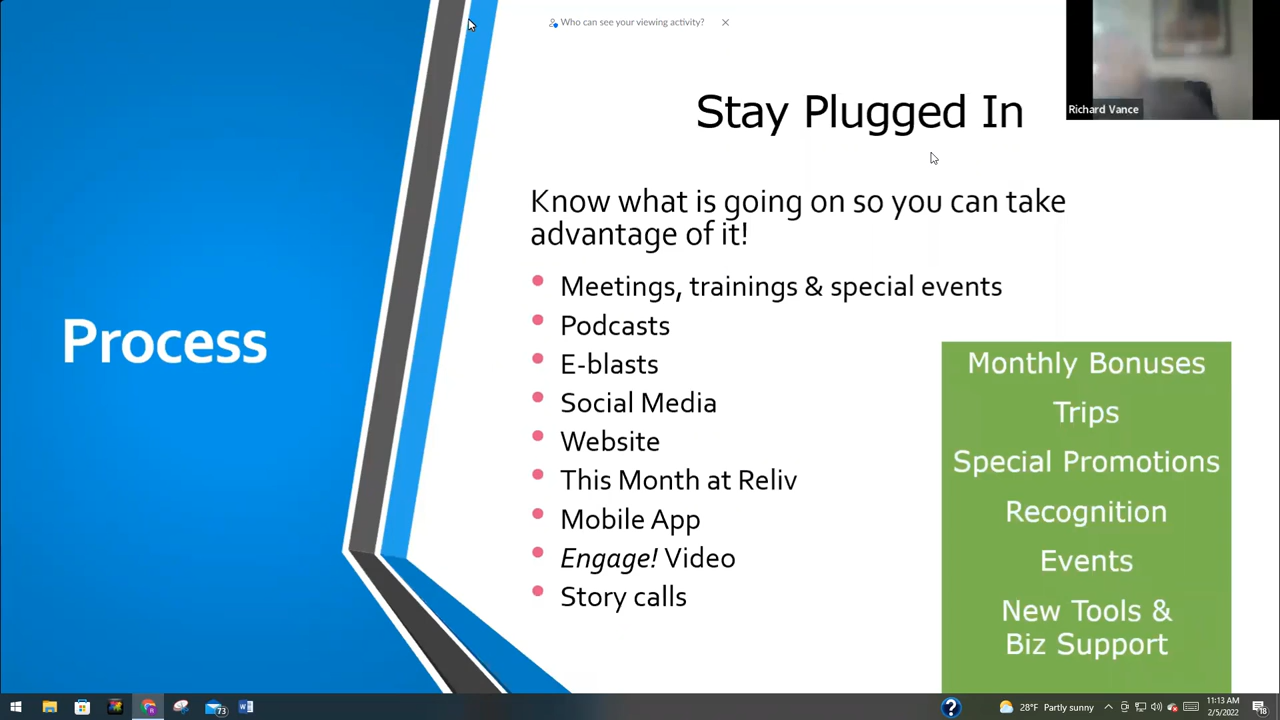 Who can see your viewing activity?
Richard Vance
Stay Plugged In
Know what is going on so you can take
advantage of it!
Meetings, trainings & special events
Podcasts
E-blasts
Social Media
Website
This Month at Reliv
Mobile App
Engage! Video
Story calls
Process
Monthly Bonuses
Trips
Special Promotions
Recognition
Events
New Tools &
Biz Support
73
28°F Partly sunny
11:13 AM
2/5/2022
18